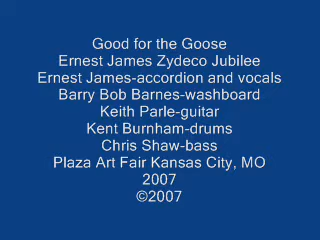 Good for the Goose
Ernest James Zydeco Jubilee
Ernest James-accordion and vocals
Barry Bob Barnes-washboard
Keith Parle-guitar
Kent Burnham-drums
Chris Shaw-bass
Plaza Art Fair Kansas City, MO
2007
©2007